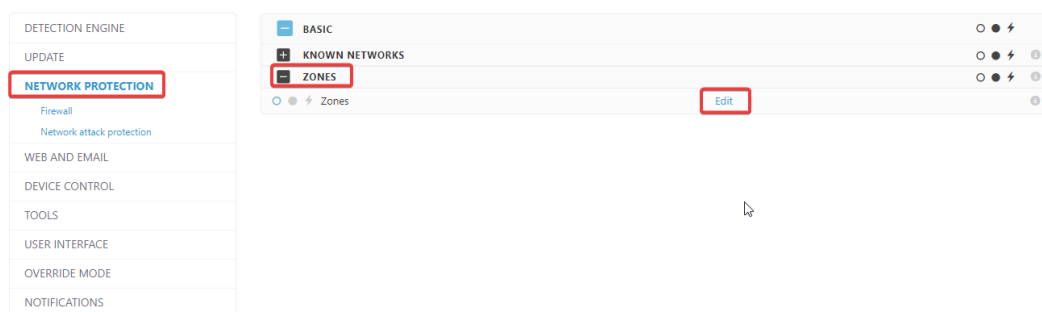 DETECTION ENGINE
UPDATE
NETWORK PROTECTION
Firewall
Network attack protection
WEB AND EMAIL
DEVICE CONTROL
TOOLS
USER INTERFACE
OVERRIDE MODE
NOTIFICATIONS
BASIC
KNOWN NETWORKS
ZONES
Zones Edit